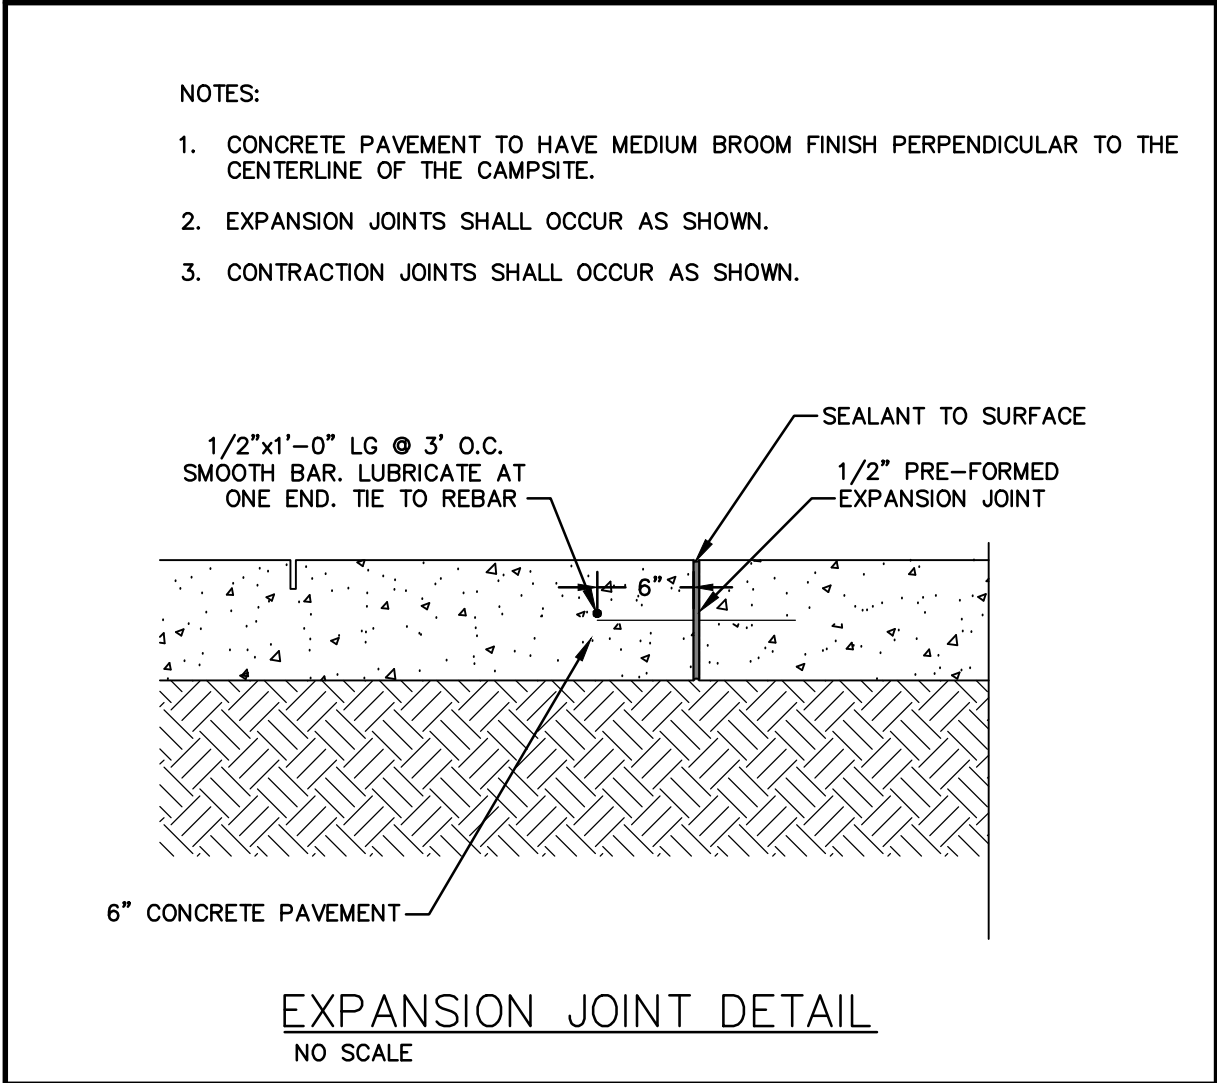 NOTES:
1. CONCRETE PAVEMENT TO HAVE MEDIUM BROOM FINISH PERPENDICULAR TO THE
CENTERLINE OF THE CAMPSITE.
2. EXPANSION JOINTS SHALL OCCUR AS SHOWN.
3. CONTRACTION JOINTS SHALL OCCUR AS SHOWN.
SEALANT TO SURFACE
1/2"x1'-0" LG @ 3' O.C.
SMOOTH BAR. LUBRICATE AT
ONE END. TIE TO REBAR
1/2" PRE-FORMED
EXPANSION JOINT
6"
6" CONCRETE PAVEMENT
EXPANSION JOINT DETAIL
NO SCALE